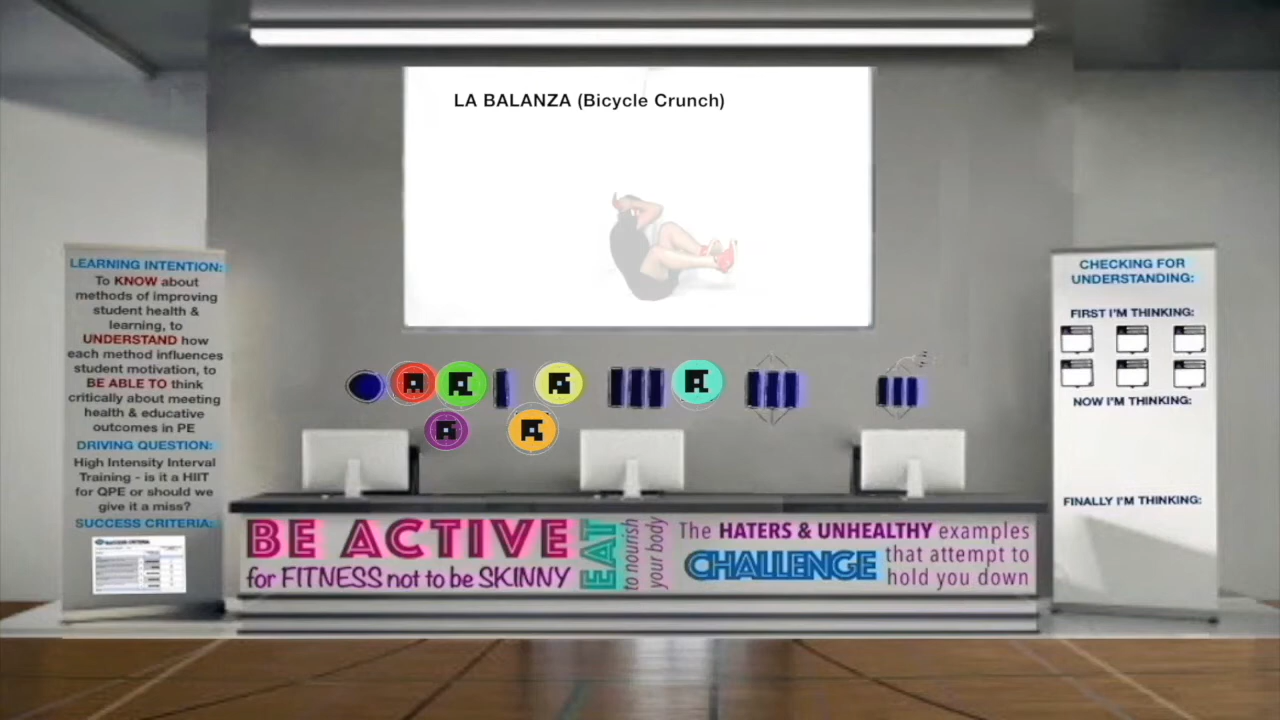 LA BALANZA (Bicycle Crunch)
LEARNING INTENTION:
To KNOW about
methods of improving
student health &
learning, to
UNDERSTAND how
each method influences
student motivation, to
BE ABLE TO think
critically about meeting
health & educative
outcomes in PE
DRIVING QUESTION:
High Intensity Interval
Training - is it a HIIT
for QPE or should we
give it a miss?
SUCCESS CRITERIA:
SUCCESS CRITERIA
BE ACTIVE
for FITNESS not to be SKINNY
EAT
to nourish
your body
The HATERS & UNHEALTHY examples
CHALLENGE that attempt to
hold you down
CHECKING FOR
UNDERSTANDING:
FIRST I'M THINKING:
NOW I'M THINKING:
FINALLY I'M THINKING: